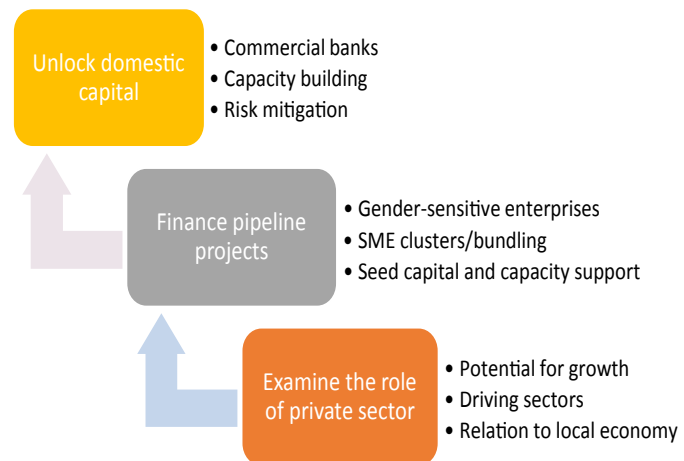 Unlock domestic
capital
• Commercial banks
• Capacity building
• Risk mitigation
Finance pipeline
projects
• Gender-sensitive enterprises
• SME clusters/bundling
• Seed capital and capacity support
Examine the role
of private sector
• Potential for growth
• Driving sectors
• Relation to local economy